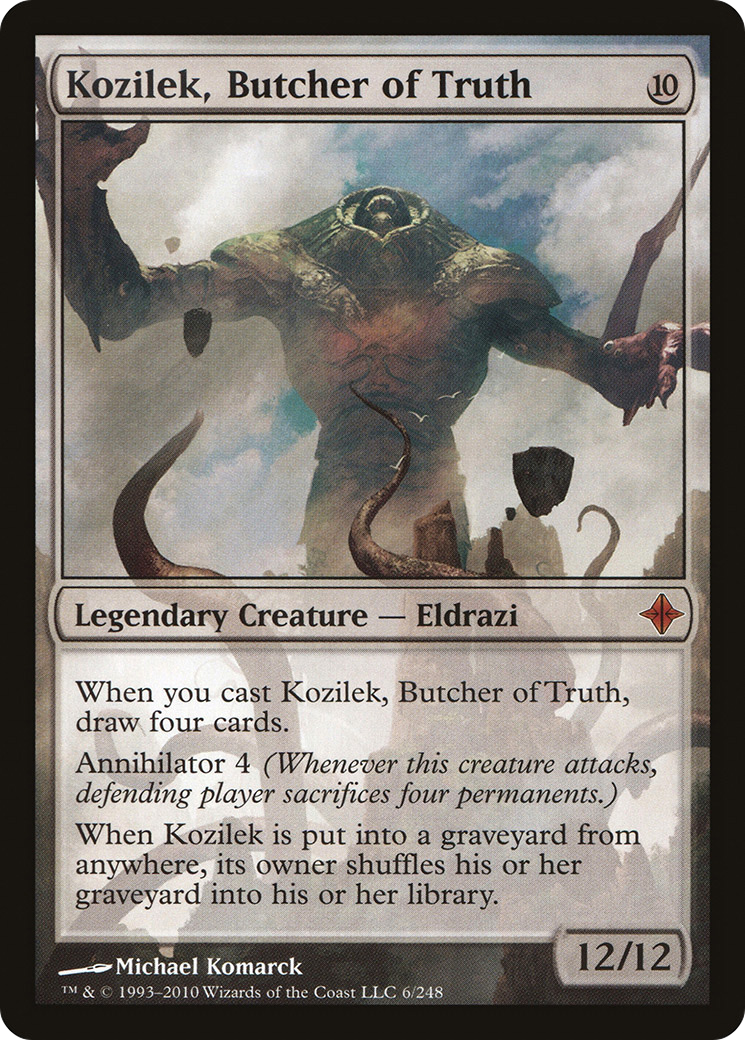 Kozilek, Butcher of Truth
10
Legendary Creature — Eldrazi
When you cast Kozilek, Butcher of Truth,
draw four cards.
Annihilator 4 (Whenever this creature attacks,
defending player sacrifices four permanents.)
When Kozilek is put into a graveyard from
anywhere, its owner shuffles his or her
graveyard into his or her library.
12/12
Michael Komarck
™ & © 1993–2010 Wizards of the Coast LLC 6/248